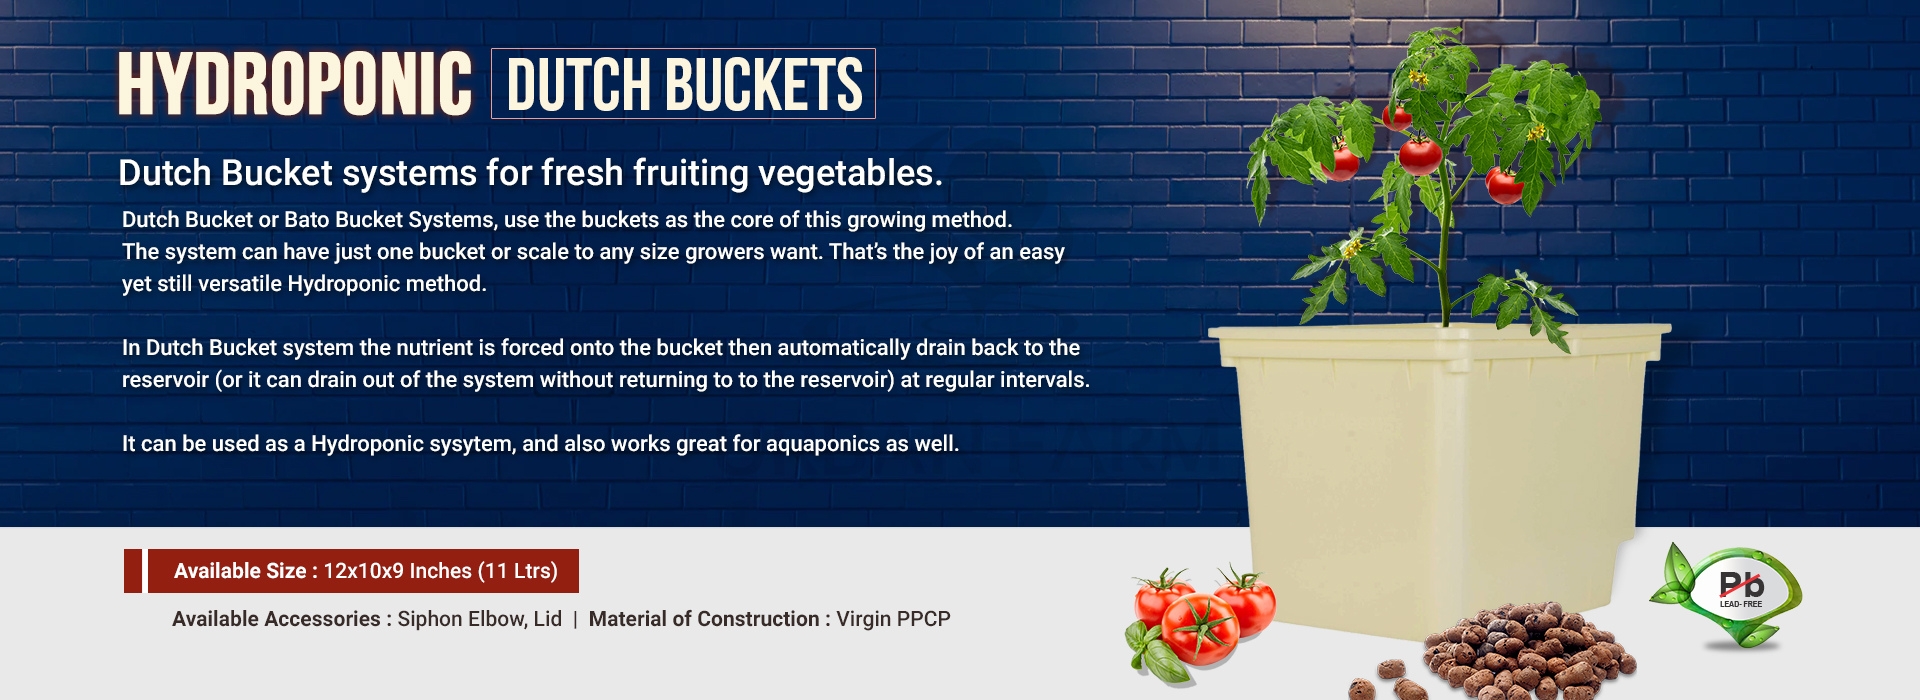 HYDROPONIC DUTCH BUCKETS
Dutch Bucket systems for fresh fruiting vegetables.
Dutch Bucket or Bato Bucket Systems, use the buckets as the core of this growing method.
The system can have just one bucket or scale to any size growers want. That's the joy of an easy
yet still versatile Hydroponic method.
In Dutch Bucket system the nutrient is forced onto the bucket then automatically drain back to the
reservoir (or it can drain out of the system without returning to to the reservoir) at regular intervals.
It can be used as a Hydroponic sysytem, and also works great for aquaponics as well.
Available Size : 12x10x9 Inches (11 Ltrs)
Available Accessories : Siphon Elbow, Lid | Material of Construction : Virgin PPCP
Pb
LEAD- FREE